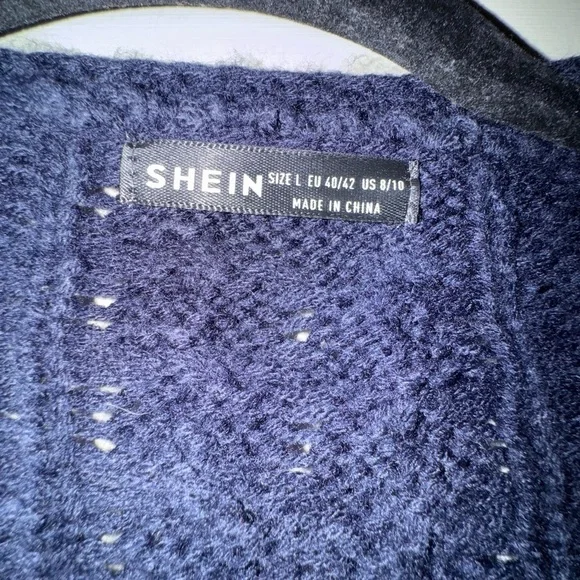 SHEIN SIZE L EU 40/42 US 8/10
MADE IN CHINA